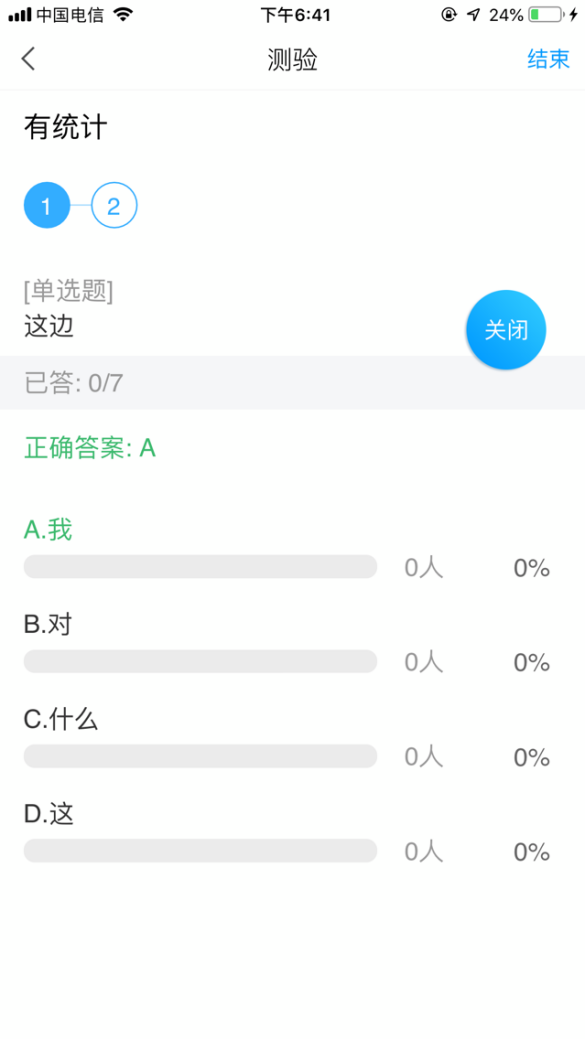 中国电信 下午6:41 24%
测验 结束
有统计
1 2
[单选题]
这边
关闭
已答: 0/7
正确答案: A
A.我
0人 0%
B.对
0人 0%
C.什么
0人 0%
D.这
0人 0%